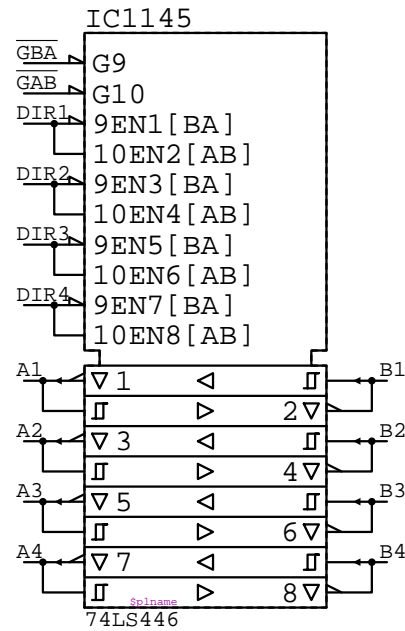 IC1145
GBA G9
GAB G10
DIR1 9EN1[BA]
10EN2[AB]
DIR2 9EN3[BA]
10EN4[AB]
DIR3 9EN5[BA]
10EN6[AB]
DIR4 9EN7[BA]
10EN8[AB]
A1 1 B1
2
A2 3 B2
4
A3 5 B3
6
A4 7 B4
8
$plname
74LS446